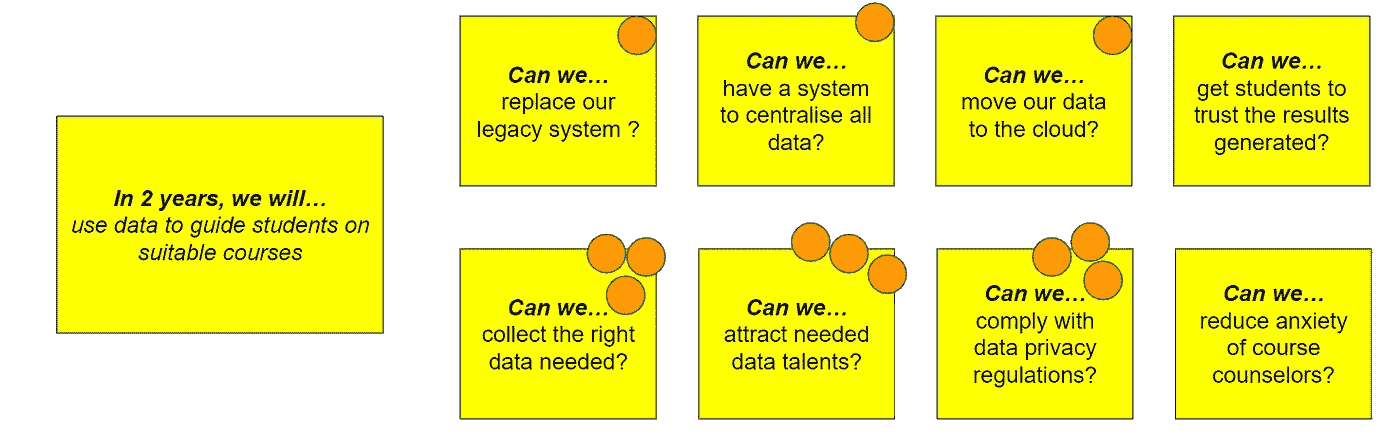 In 2 years, we will…
use data to guide students on
suitable courses
Can we…
replace our
legacy system ?
Can we…
have a system
to centralise all
data?
Can we…
move our data
to the cloud?
Can we…
get students to
trust the results
generated?
Can we…
collect the right
data needed?
Can we…
attract needed
data talents?
Can we…
comply with
data privacy
regulations?
Can we…
reduce anxiety
of course
counselors?